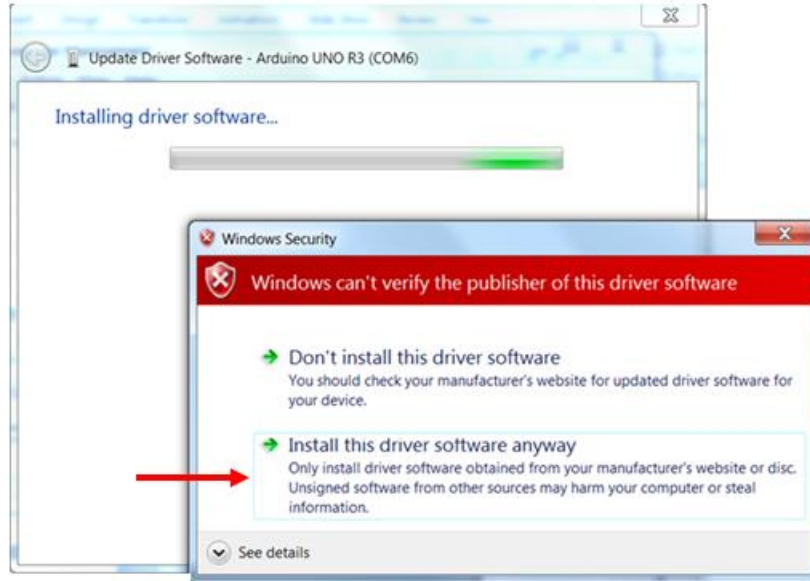 Update Driver Software - Arduino UNO R3 (COM6)
Installing driver software...
Windows Security
Windows can't verify the publisher of this driver software
Don't install this driver software
You should check your manufacturer's website for updated driver software for
your device.
Install this driver software anyway
Only install driver software obtained from your manufacturer's website or disc.
Unsigned software from other sources may harm your computer or steal
information.
See details